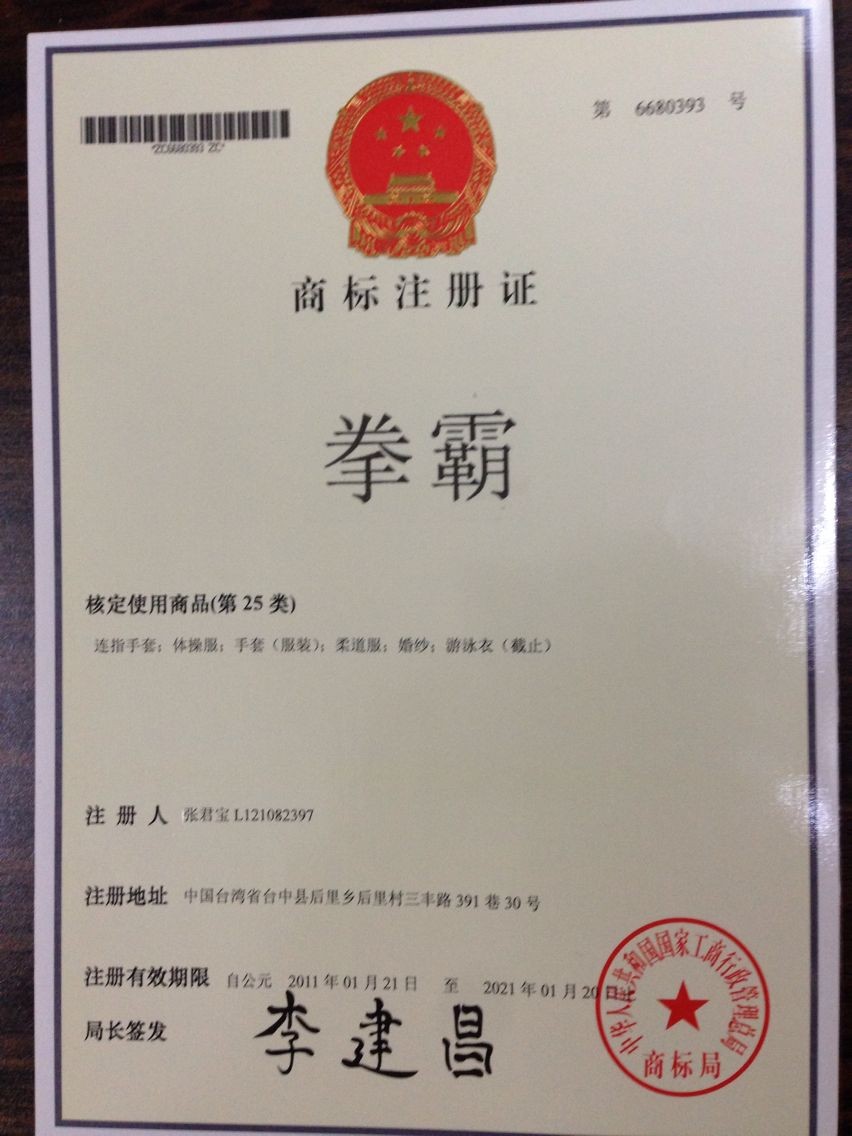 第 6680393 号
*ZC6680393 ZC*
商标注册证
拳霸
核定使用商品(第 25 类)
连指手套；体操服；手套（服装）；柔道服；婚纱；游泳衣（截止）
注册人 张君宝 L121082397
注册地址 中国台湾省台中县后里乡后里村三丰路 391 巷 30 号
注册有效期限 自公元 2011 年 01 月 21 日 至 2021 年 01 月 20 日
局长签发 李建昌
中华人民共和国国家工商行政管理总局
商标局